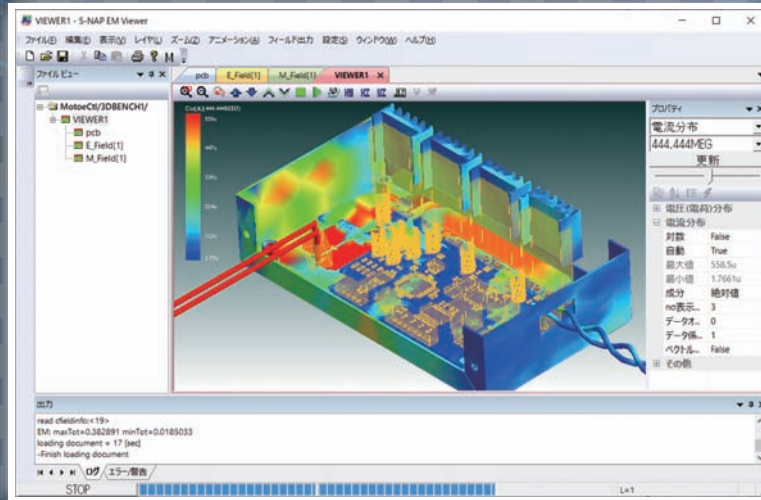 VIEWER1 - S-NAP EM Viewer
ファイル(F) 編集(E) 表示(V) レイヤ(L) ズーム(Z) アニメーション(A) フィールド出力 設定(S) ウィンドウ(W) ヘルプ(H)
ファイル ビュー
pcb E_Field[1] M_Field[1] VIEWER1
MotoeCtl/3DBENCH1/
VIEWER1
pcb
E_Field[1]
M_Field[1]
プロパティ
電流分布
444.444MEG
更新
電圧(電荷)分布
電流分布
対数 False
自動 True
最大値 558.5u
最小値 1.7661u
成分 絶対値
no表示... 3
データオ... 0
データ係... 1
ベクトル... False
その他
出力
read cfieldinfo:<19>
EM: maxTot=0.382891 minTot=0.0185033
loading document = 17 [sec]
-Finish loading document
ログ エラー/警告
STOP L=1